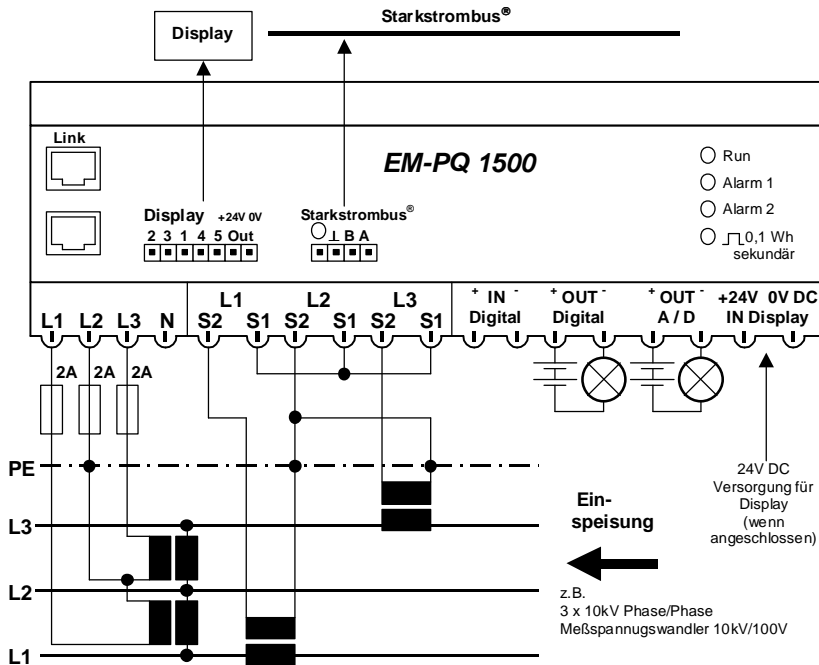 Starkstrombus®
Display
Link
EM-PQ 1500
Run
Alarm 1
Alarm 2
0,1 Wh
sekundär
Display +24V 0V
2 3 1 4 5 Out
Starkstrombus®
⊥ B A
L1 L2 L3 N
L1 L2 L3
S2 S1 S2 S1 S2 S1
+ IN -
Digital
+ OUT -
Digital
+ OUT -
A / D
+24V 0V DC
IN Display
2A 2A 2A
PE
L3
L2
L1
Ein-
speisung
24V DC
Versorgung für
Display
(wenn
angeschlossen)
z.B.
3 x 10kV Phase/Phase
Meßspannugswandler 10kV/100V